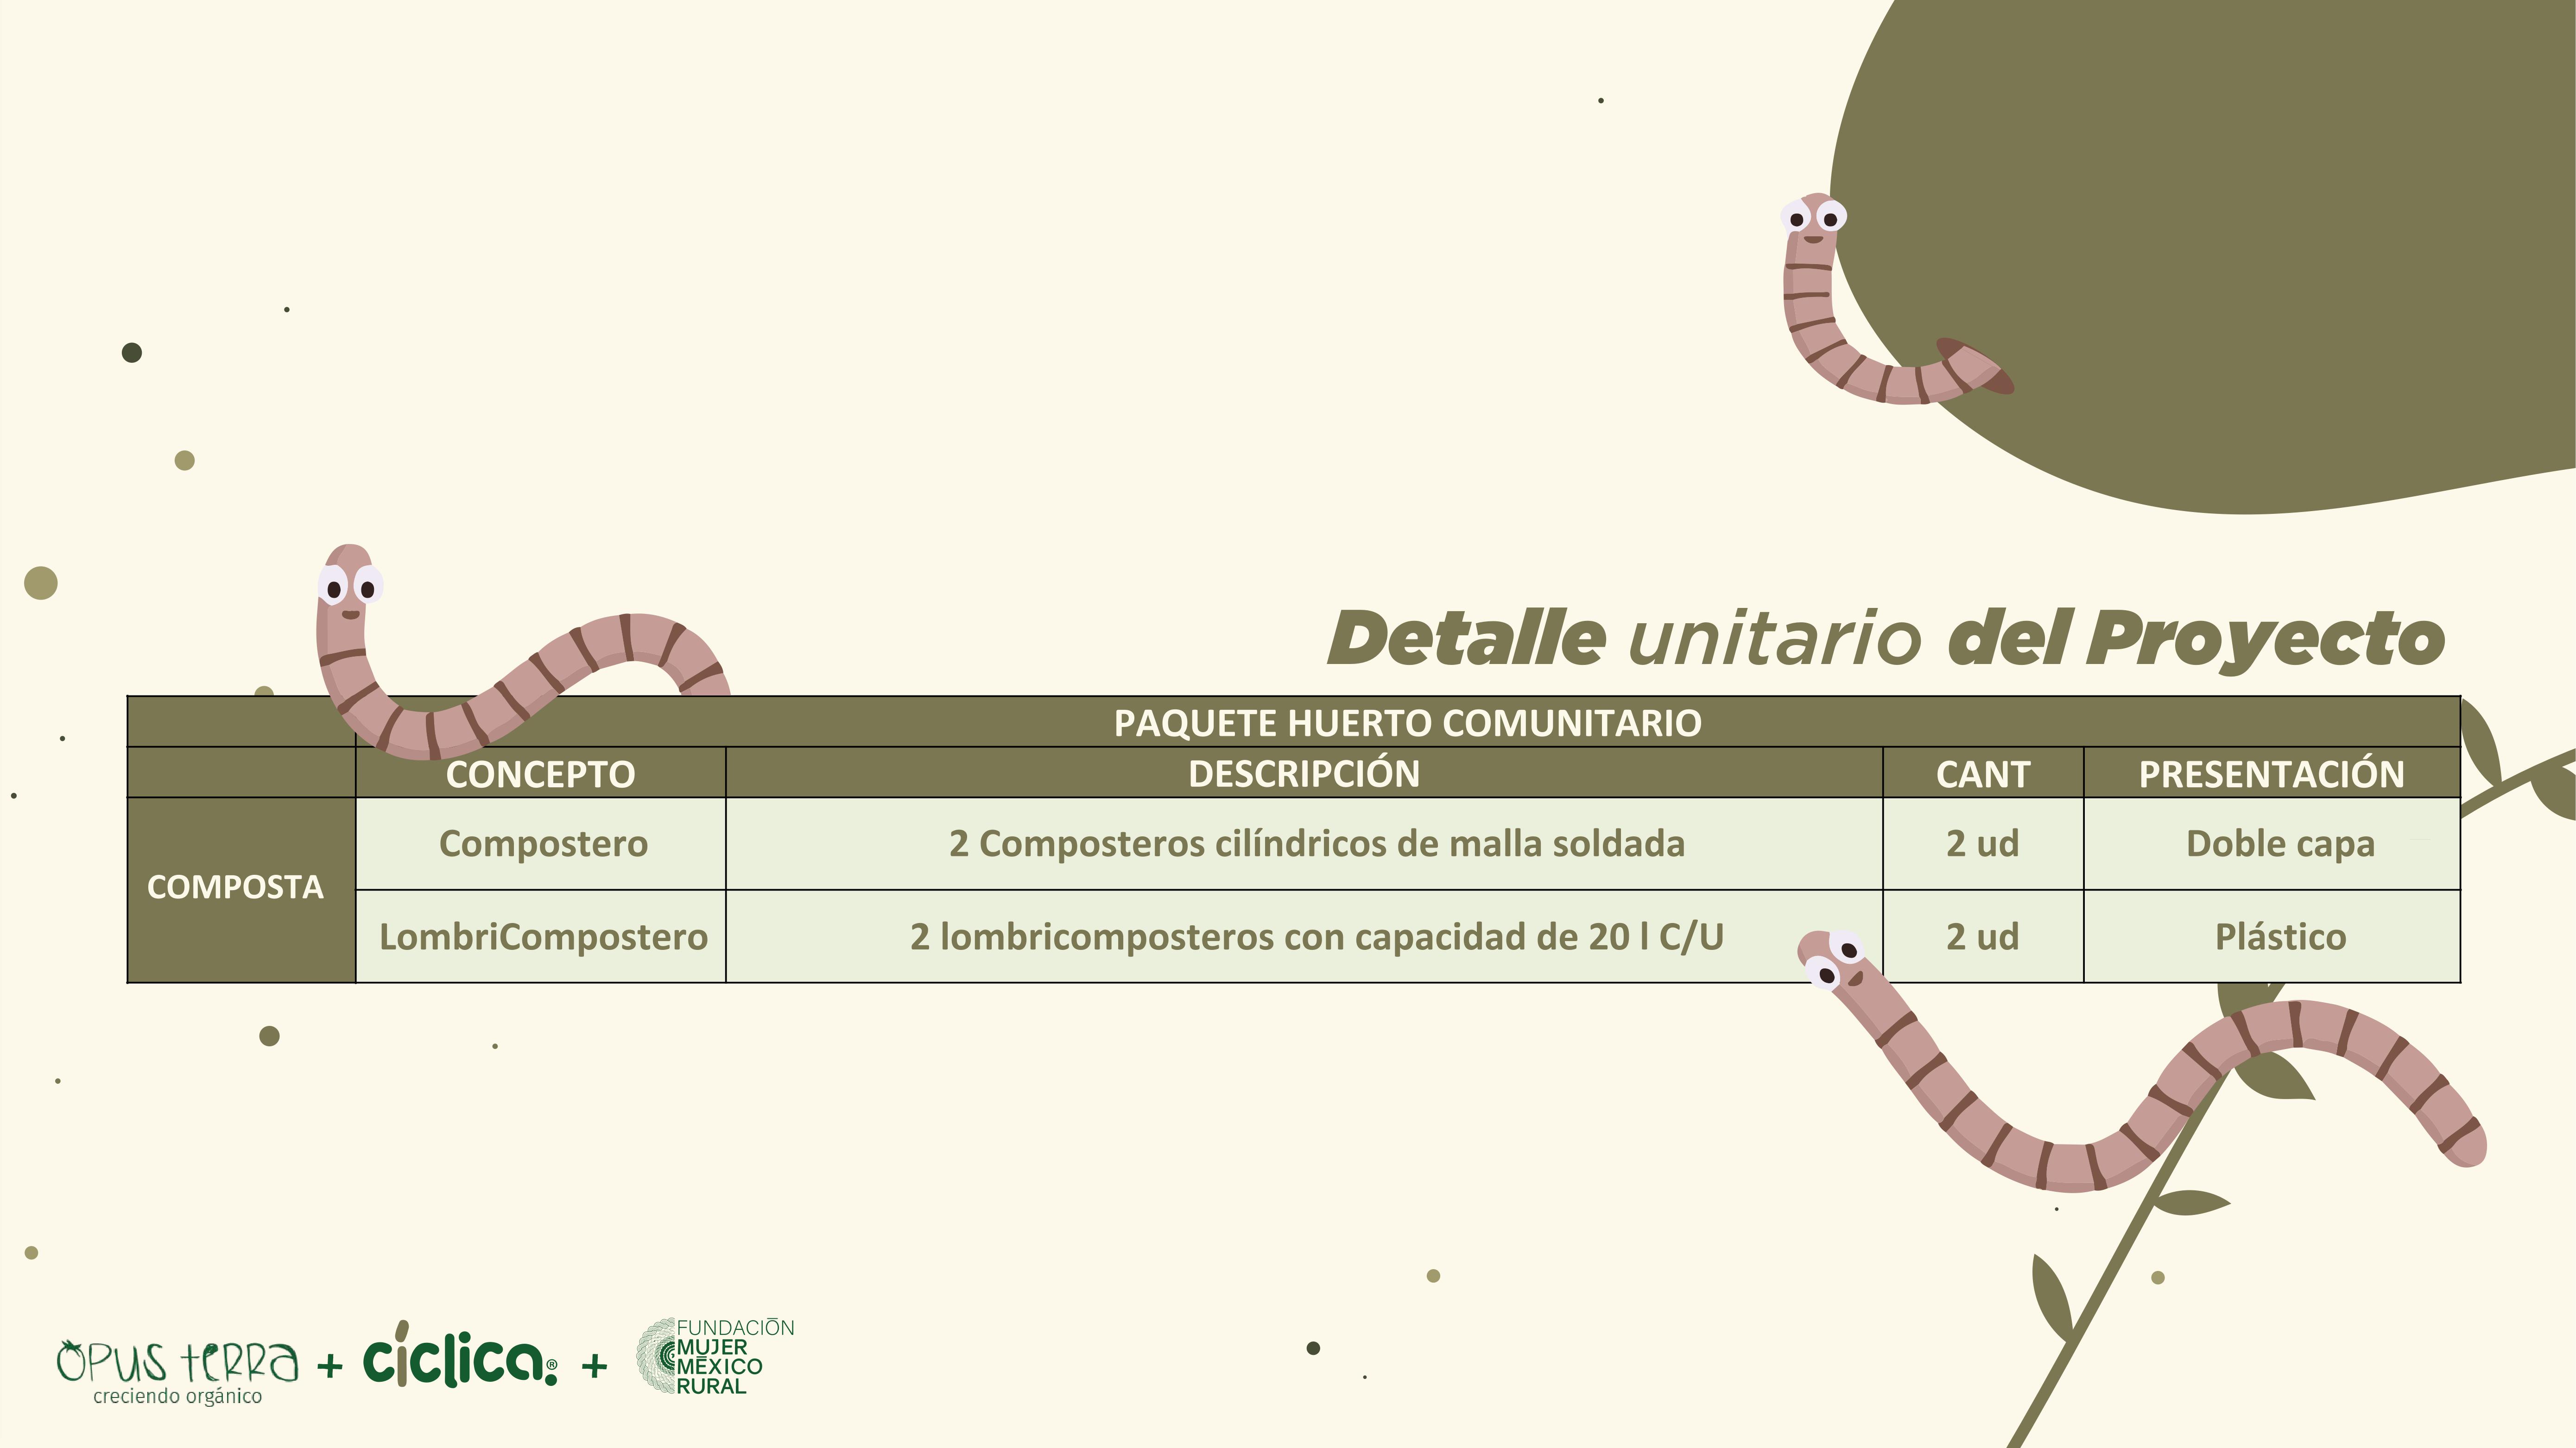 Detalle unitario del Proyecto
PAQUETE HUERTO COMUNITARIO
CONCEPTO DESCRIPCIÓN CANT PRESENTACIÓN
COMPOSTA
Compostero 2 Composteros cilíndricos de malla soldada 2 ud Doble capa
LombriCompostero 2 lombricomposteros con capacidad de 20 l C/U 2 ud Plástico
OPUS tERRA
creciendo orgánico
+
cíclica.®
+
FUNDACIÓN
MUJER
MÉXICO
RURAL